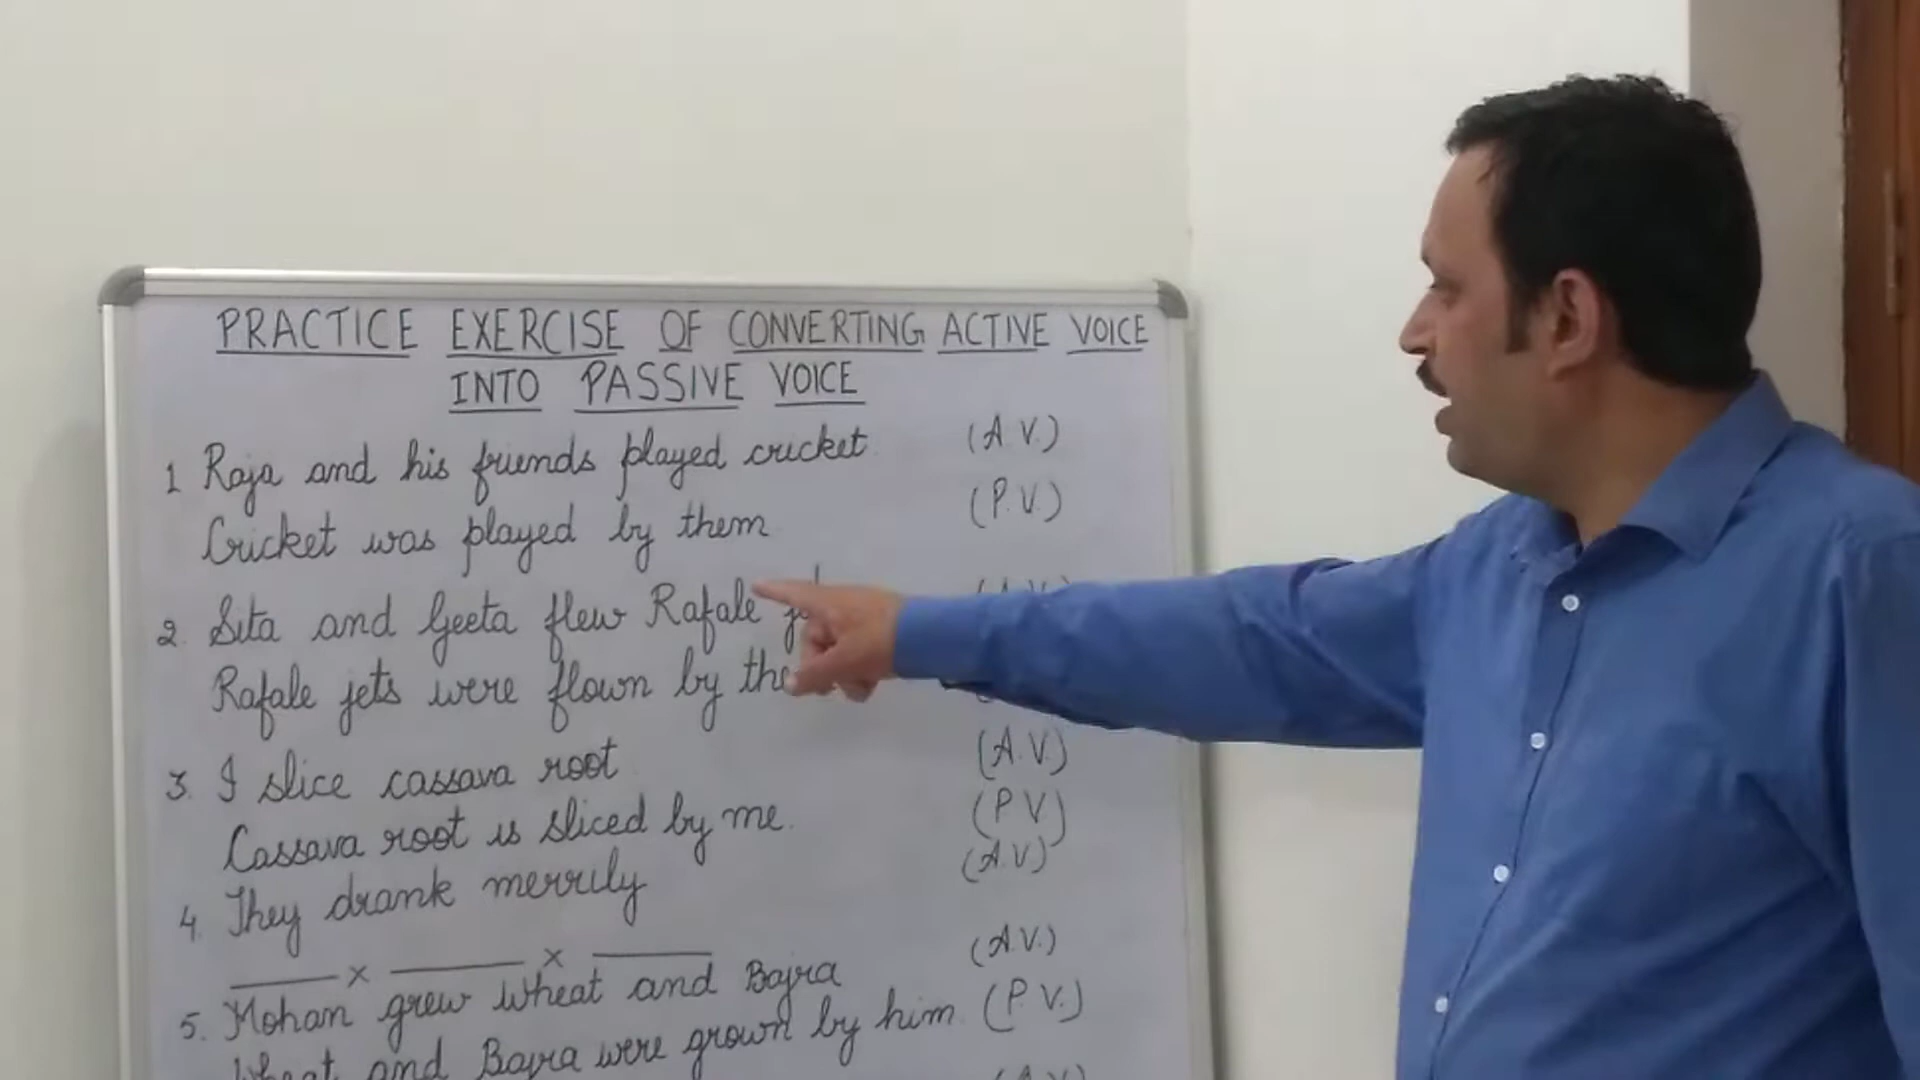 PRACTICE EXERCISE OF CONVERTING ACTIVE VOICE
INTO PASSIVE VOICE
1 Raja and his friends played cricket. (A.V.)
Cricket was played by them (P.V.)
2. Sita and Geeta flew Rafale
Rafale jets were flown by
3. I slice cassava root (A.V.)
Cassava root is sliced by me. (P V)
4. They drank merrily (A.V)
x x
5. Mohan grew wheat and Bajra (A.V.)
Wheat and Bajra were grown by him. (P V.)
(A.V)